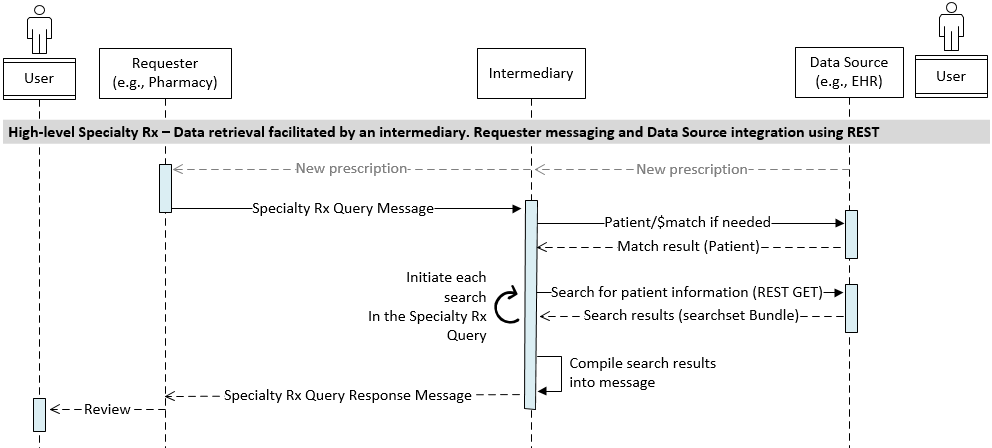 User
Requester
(e.g., Pharmacy)
Intermediary
Data Source
(e.g., EHR)
User
High-level Specialty Rx – Data retrieval facilitated by an intermediary. Requester messaging and Data Source integration using REST
New prescription
New prescription
Specialty Rx Query Message
Patient/$match if needed
Match result (Patient)
Initiate each
search
In the Specialty Rx
Query
Search for patient information (REST GET)
Search results (searchset Bundle)
Compile search results
into message
Specialty Rx Query Response Message
Review